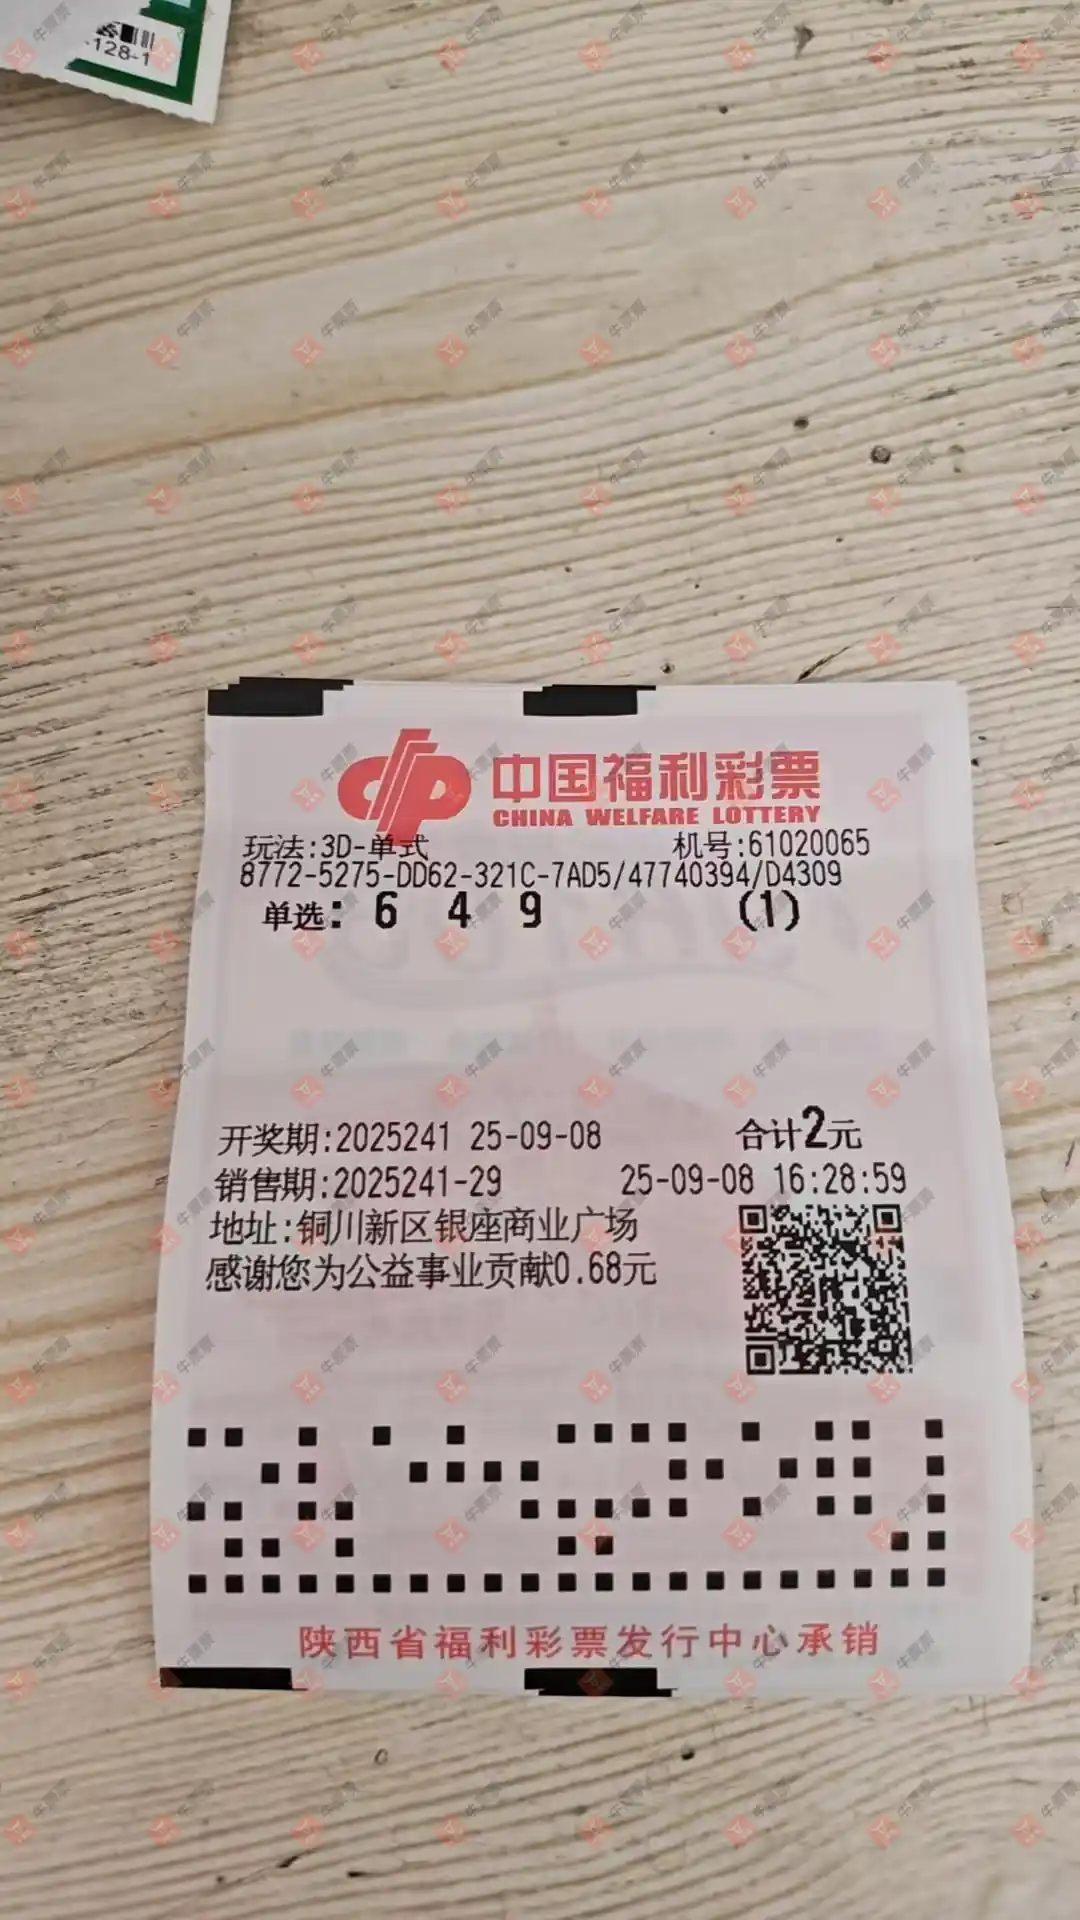 -128-1
中国福利彩票
CHINA WELFARE LOTTERY
玩法:3D-单式 机号:61020065
8772-5275-DD62-321C-7AD5/47740394/D4309
单选: 6 4 9 (1)
开奖期:2025241 25-09-08 合计2元
销售期:2025241-29 25-09-08 16:28:59
地址:铜川新区银座商业广场
感谢您为公益事业贡献0.68元
陕西省福利彩票发行中心承销